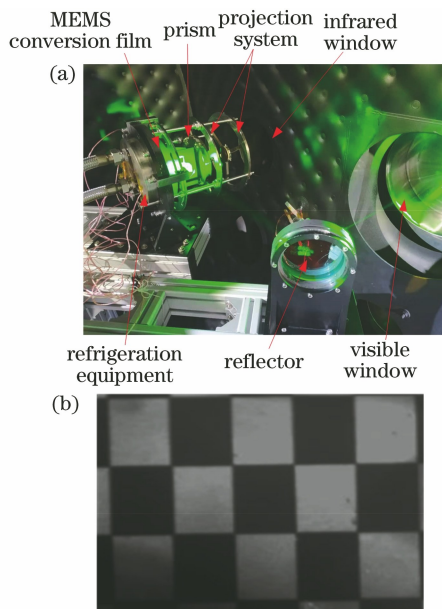 MEMS
conversion film
prism
projection
system
infrared
window
(a)
refrigeration
equipment
reflector
visible
window
(b)